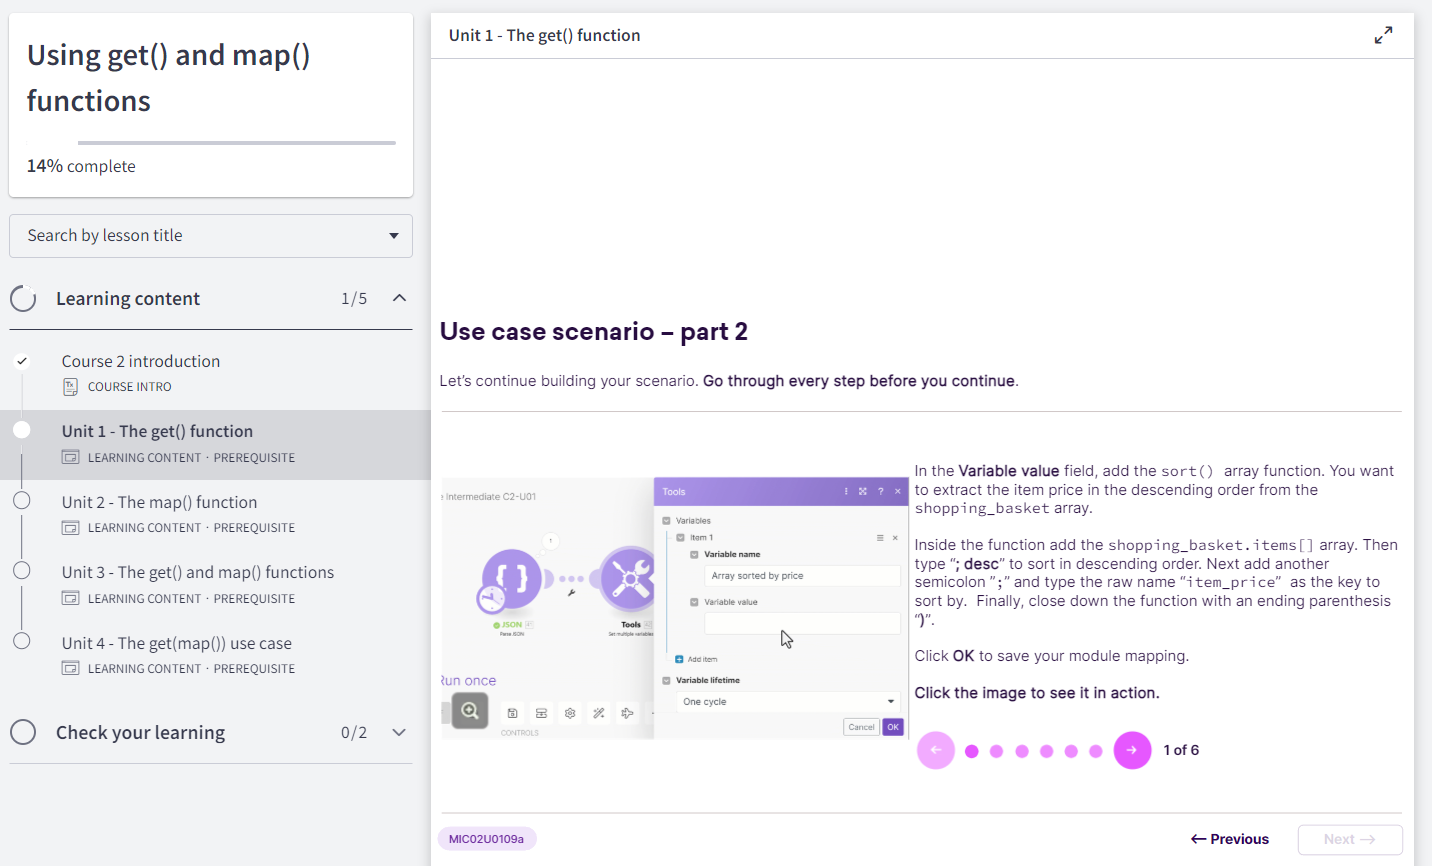 Using get() and map()
functions
14% complete
Search by lesson title
Learning content 1/5
Course 2 introduction
COURSE INTRO
Unit 1 - The get() function
LEARNING CONTENT · PREREQUISITE
Unit 2 - The map() function
LEARNING CONTENT · PREREQUISITE
Unit 3 - The get() and map() functions
LEARNING CONTENT · PREREQUISITE
Unit 4 - The get(map()) use case
LEARNING CONTENT · PREREQUISITE
Check your learning 0/2
Unit 1 - The get() function
Use case scenario – part 2
Let's continue building your scenario. Go through every step before you continue.
e Intermediate C2-U01
1
JSON
Parse JSON
Tools
Set multiple variables
Run once
CONTROLS
Tools
Variables
Item 1
Variable name
Array sorted by price
Variable value
Add item
Variable lifetime
One cycle
Cancel OK
In the Variable value field, add the sort() array function. You want
to extract the item price in the descending order from the
shopping_basket array.
Inside the function add the shopping_basket.items[] array. Then
type “; desc” to sort in descending order. Next add another
semicolon ”;” and type the raw name “item_price” as the key to
sort by. Finally, close down the function with an ending parenthesis
“)”.
Click OK to save your module mapping.
Click the image to see it in action.
1 of 6
MIC02U0109a
← Previous
Next →